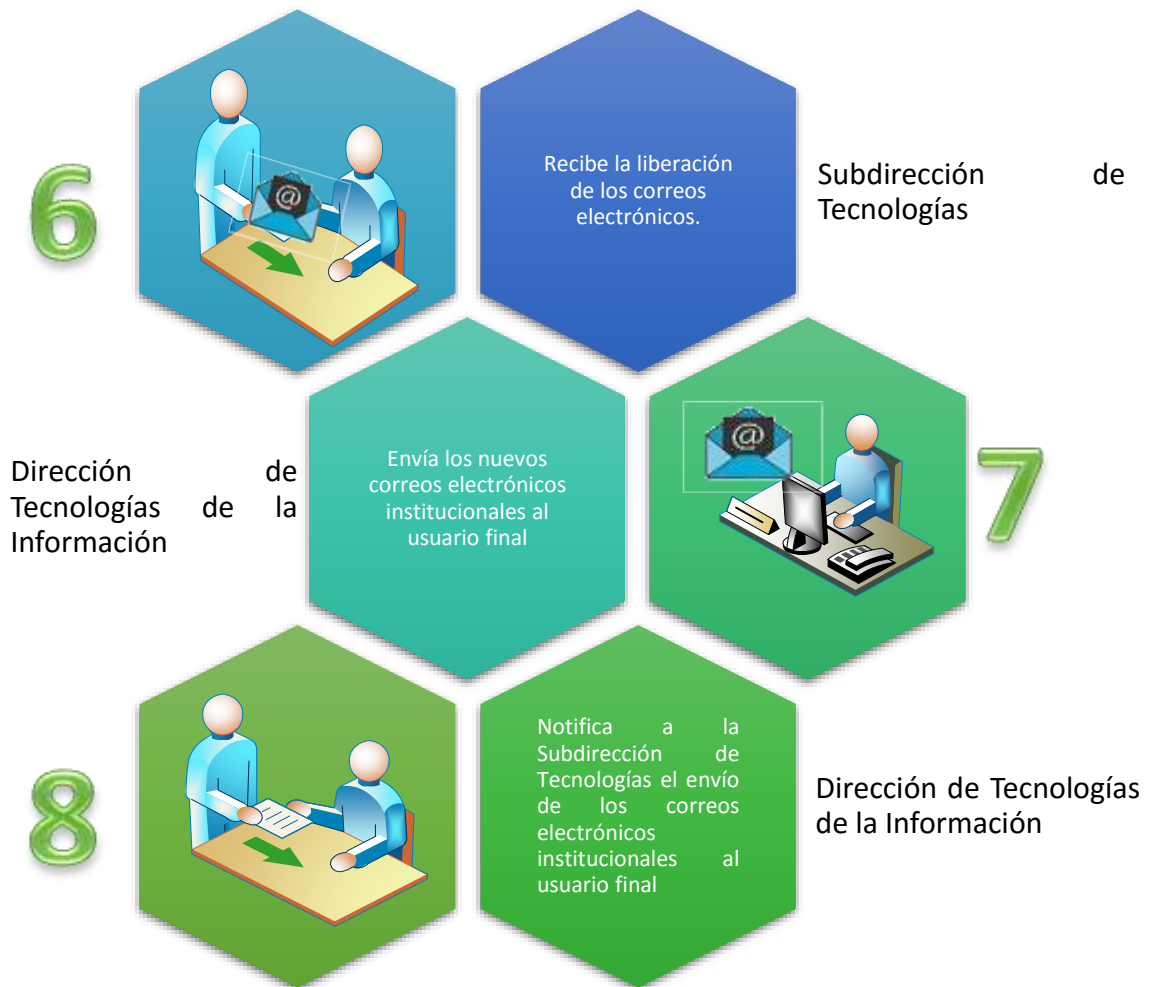 6
Recibe la liberación
de los correos
electrónicos.
Subdirección de
Tecnologías
Dirección de
Tecnologías de la
Información
Envía los nuevos
correos electrónicos
institucionales al
usuario final
@
7
8
Notifica a la
Subdirección de
Tecnologías el envío
de los correos
electrónicos
institucionales al
usuario final
Dirección de Tecnologías
de la Información